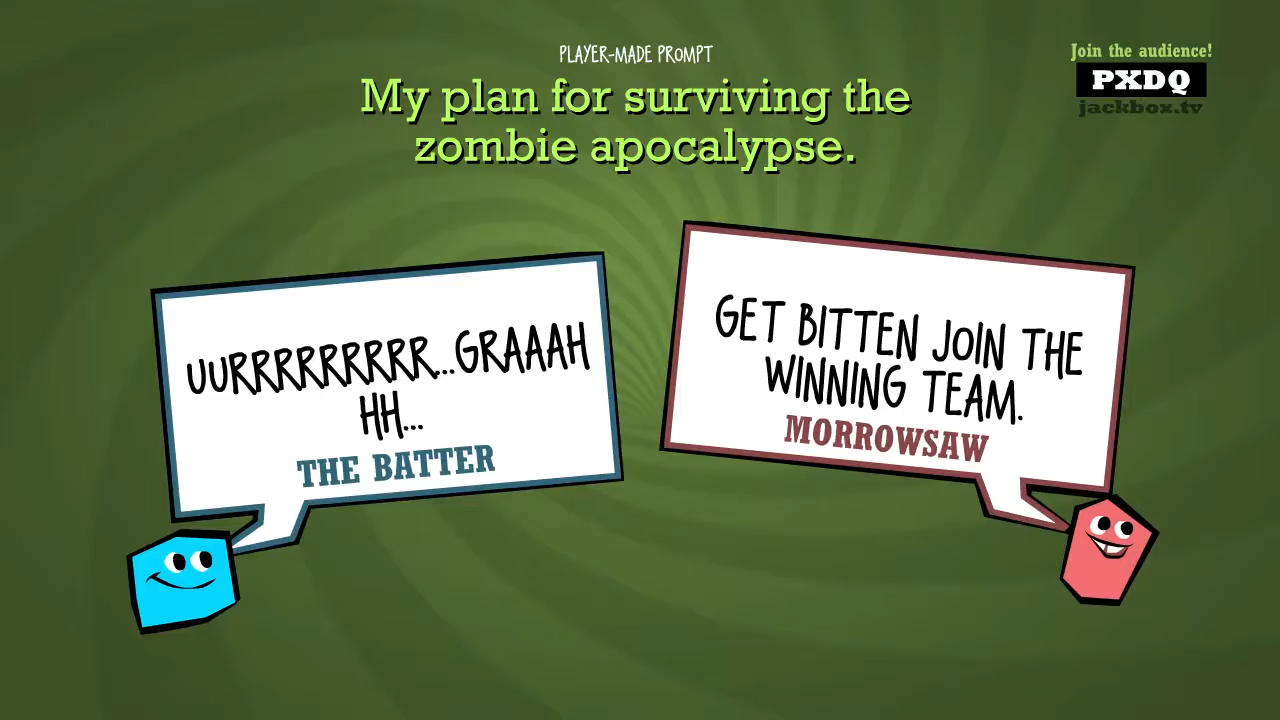 PLAYER-MADE PROMPT
My plan for surviving the
zombie apocalypse.
Join the audience!
PXDQ
jackbox.tv
UURRRRRRRRR...GRAAAH
HH...
THE BATTER
GET BITTEN JOIN THE
WINNING TEAM.
MORROWSAW